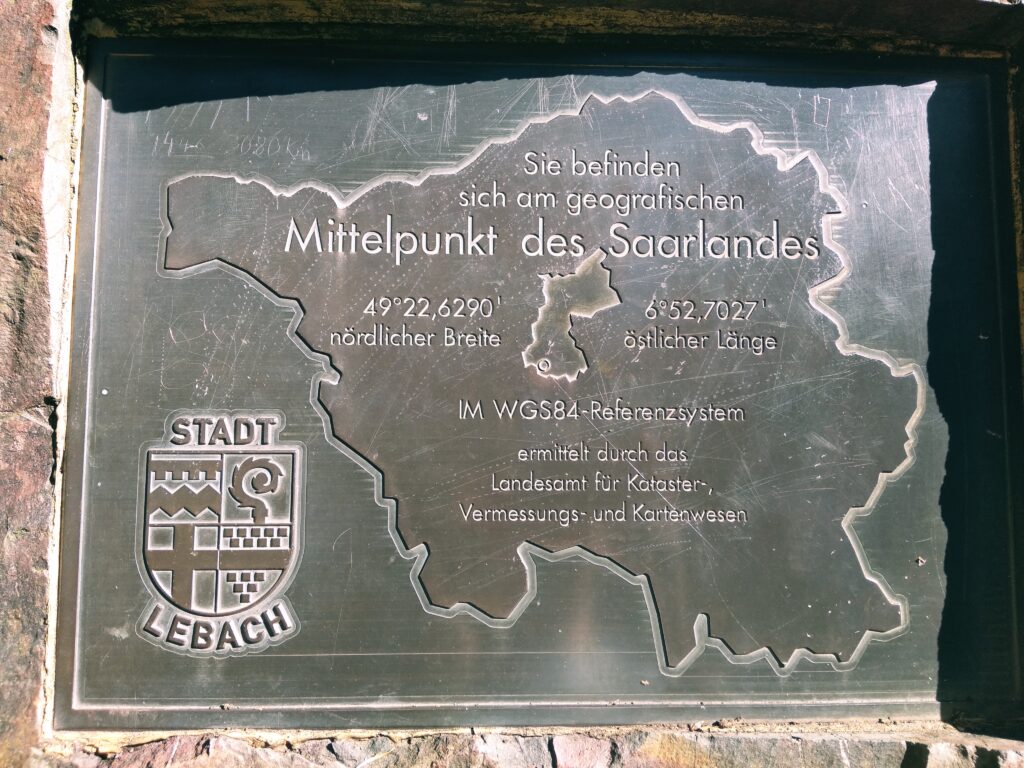 Sie befinden
sich am geografischen
Mittelpunkt des Saarlandes
49°22,6290'
nördlicher Breite
6°52,7027'
östlicher Länge
IM WGS84-Referenzsystem
ermittelt durch das
Landesamt für Kataster-,
Vermessungs- und Kartenwesen
STADT
LEBACH